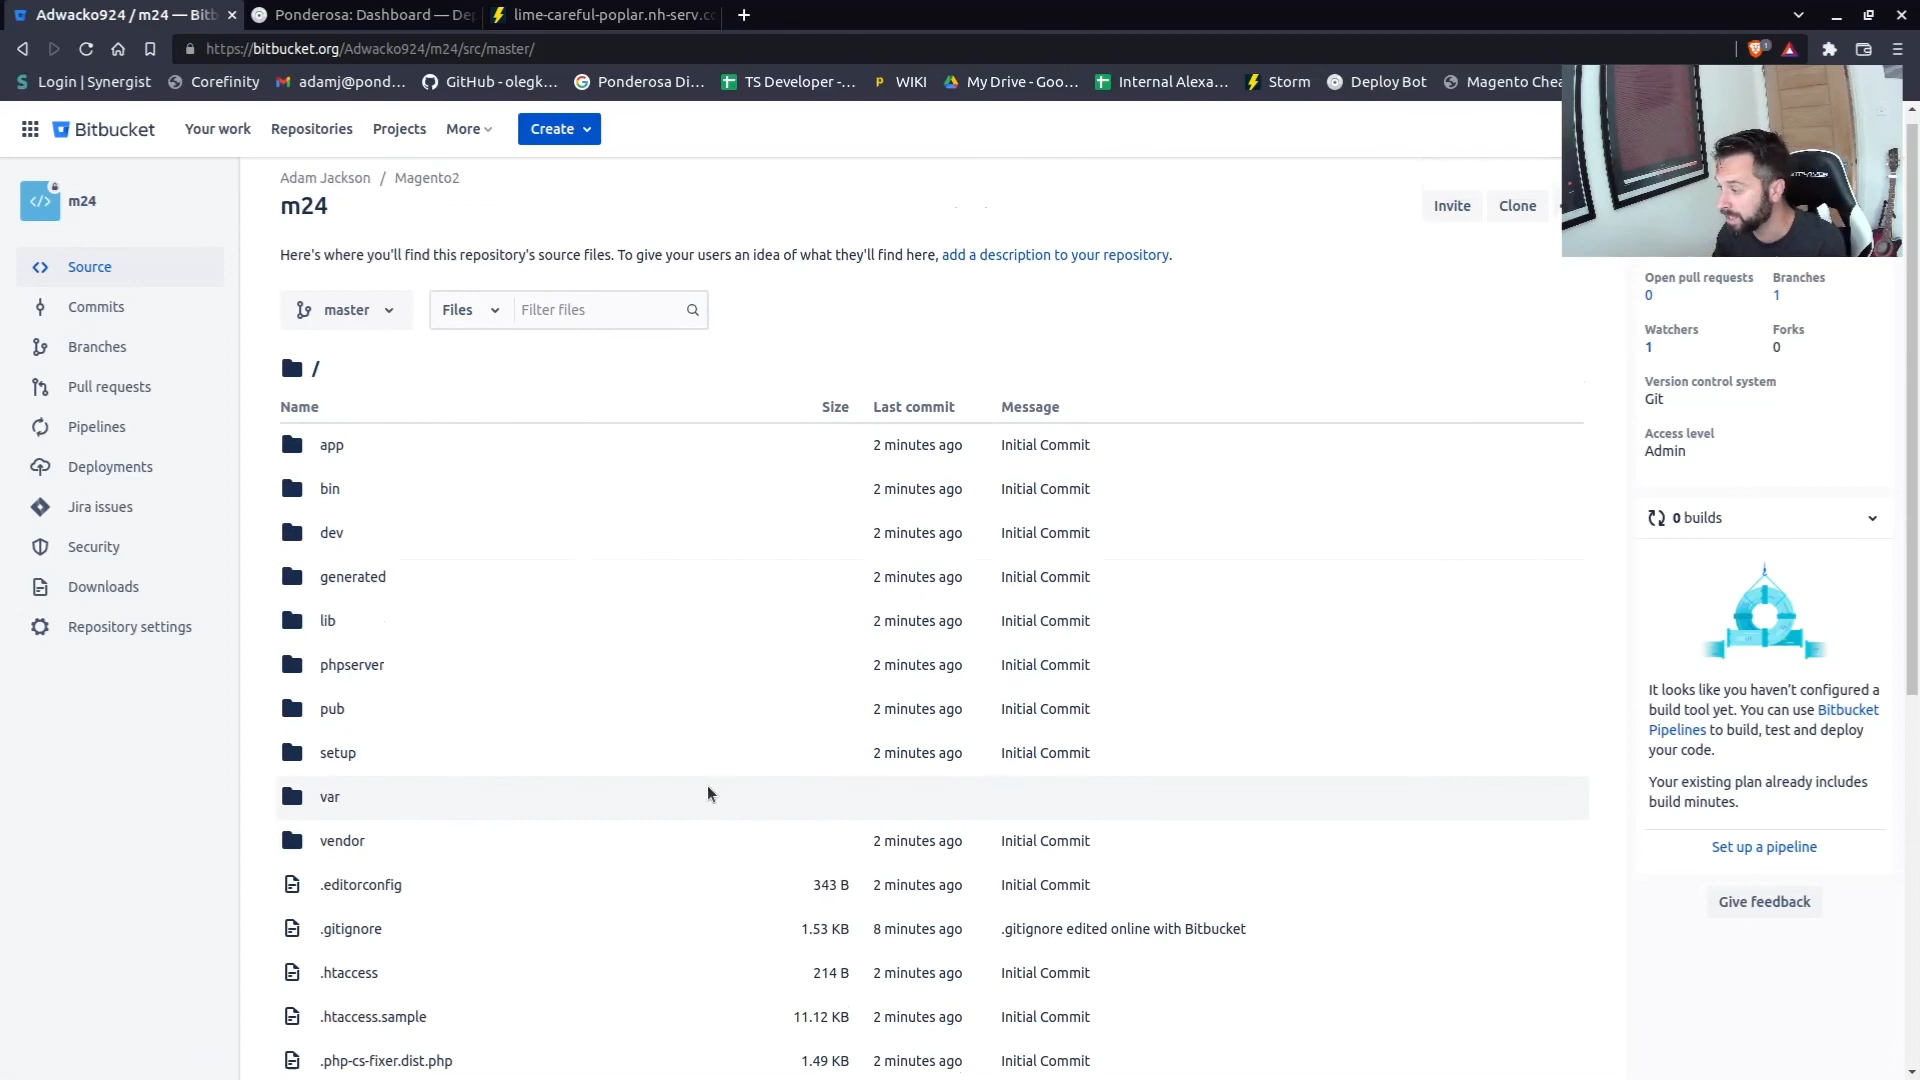 Adwacko924 / m24 — Bitb
Ponderosa: Dashboard — Dep
lime-careful-poplar.nh-serv.co
https://bitbucket.org/Adwacko924/m24/src/master/
Login | Synergist
Corefinity
adamj@pond...
GitHub - olegk...
Ponderosa Di...
TS Developer -...
WIKI
My Drive - Goo...
Internal Alexa...
Storm
Deploy Bot
Magento Chea
Bitbucket
Your work
Repositories
Projects
More
Create
m24
Source
Commits
Branches
Pull requests
Pipelines
Deployments
Jira issues
Security
Downloads
Repository settings
Adam Jackson / Magento2
m24
Invite
Clone
Here's where you'll find this repository's source files. To give your users an idea of what they'll find here, add a description to your repository.
master
Files
Filter files
/
Name Size Last commit Message
app 2 minutes ago Initial Commit
bin 2 minutes ago Initial Commit
dev 2 minutes ago Initial Commit
generated 2 minutes ago Initial Commit
lib 2 minutes ago Initial Commit
phpserver 2 minutes ago Initial Commit
pub 2 minutes ago Initial Commit
setup 2 minutes ago Initial Commit
var
vendor 2 minutes ago Initial Commit
.editorconfig 343 B 2 minutes ago Initial Commit
.gitignore 1.53 KB 8 minutes ago .gitignore edited online with Bitbucket
.htaccess 214 B 2 minutes ago Initial Commit
.htaccess.sample 11.12 KB 2 minutes ago Initial Commit
.php-cs-fixer.dist.php 1.49 KB 2 minutes ago Initial Commit
Open pull requests Branches
0 1
Watchers Forks
1 0
Version control system
Git
Access level
Admin
0 builds
It looks like you haven't configured a
build tool yet. You can use Bitbucket
Pipelines to build, test and deploy
your code.
Your existing plan already includes
build minutes.
Set up a pipeline
Give feedback